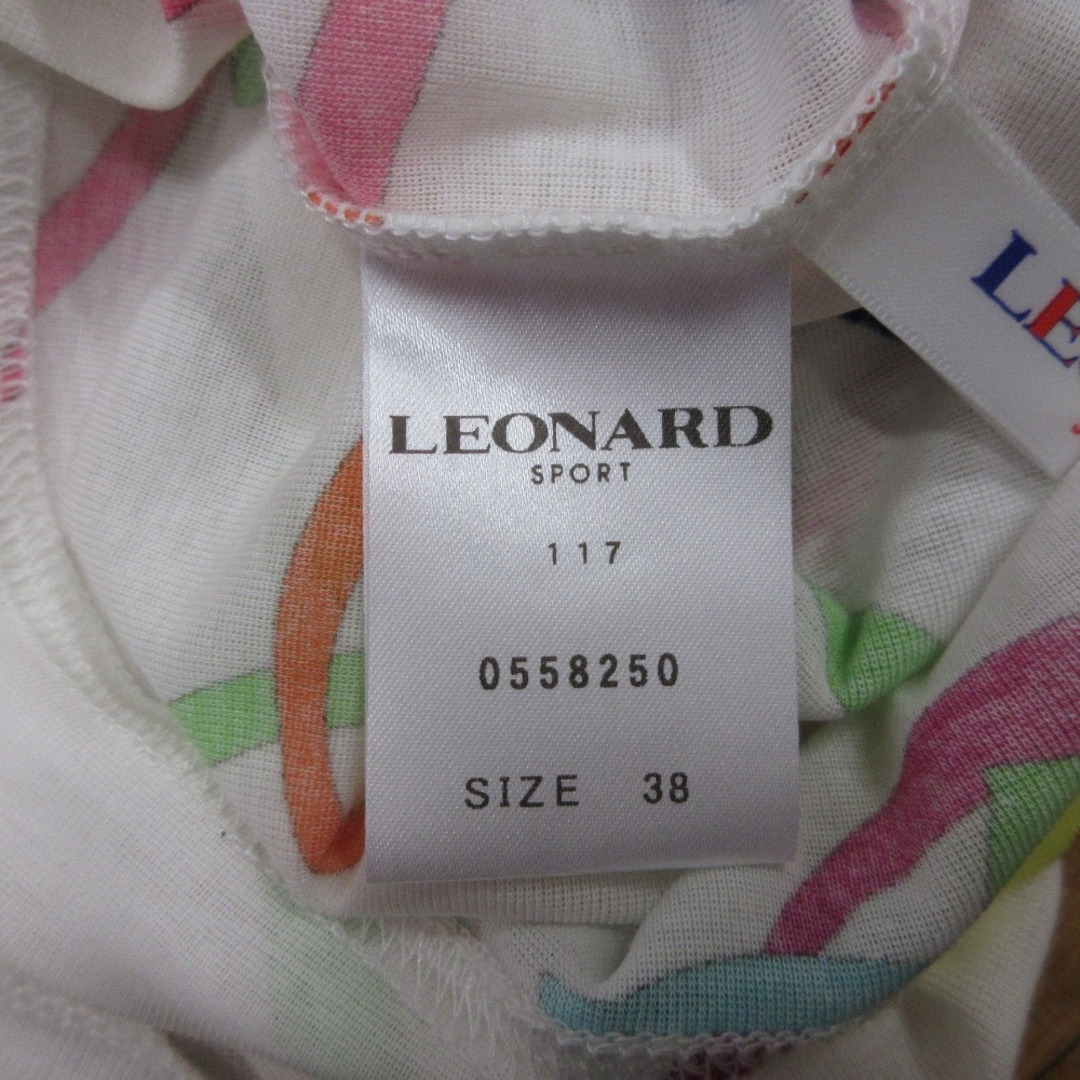 LEONARD
SPORT
117
0558250
SIZE 38